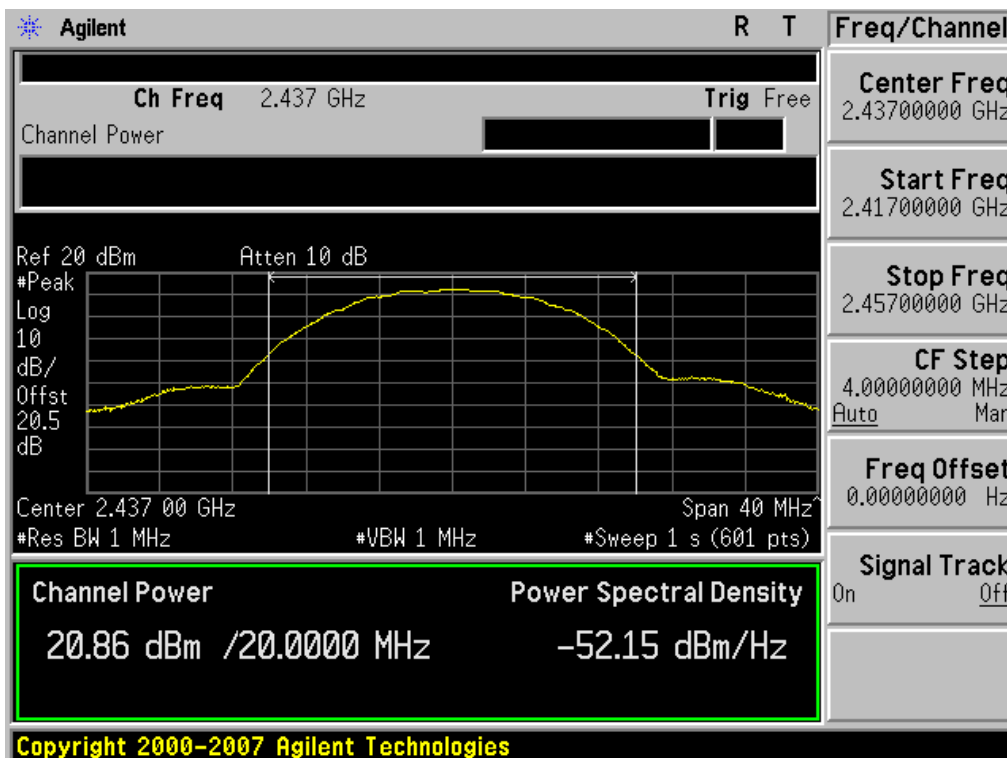 Agilent R T
Ch Freq 2.437 GHz Trig Free
Channel Power
Ref 20 dBm Atten 10 dB
#Peak
Log
10
dB/
Offst
20.5
dB
Center 2.437 00 GHz Span 40 MHz^
#Res BW 1 MHz #VBW 1 MHz #Sweep 1 s (601 pts)
Channel Power Power Spectral Density
20.86 dBm /20.0000 MHz -52.15 dBm/Hz
Copyright 2000-2007 Agilent Technologies
Freq/Channel
Center Freq
2.43700000 GHz
Start Freq
2.41700000 GHz
Stop Freq
2.45700000 GHz
CF Step
4.00000000 MHz
Auto Man
Freq Offset
0.00000000 Hz
Signal Track
On Off